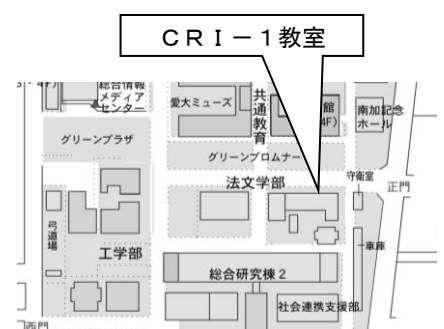 CRI－1教室
総合情報
メディア
センター
愛大ミューズ
共通教育
館
4F）
南加記念
ホール
グリーンプラザ
グリーンプロムナー
法文学部
守衛室
正門
弓道場
工学部
車庫
総合研究棟2
社会連携支援部
西門